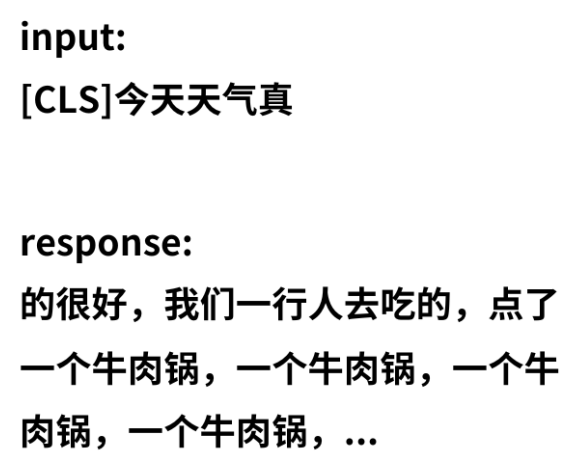 input:
[CLS]今天天气真
response:
的很好，我们一行人去吃的，点了
一个牛肉锅，一个牛肉锅，一个牛
肉锅，一个牛肉锅，...